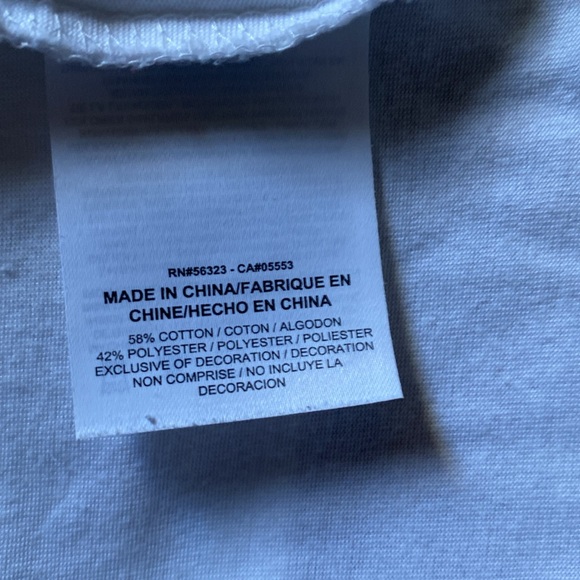 RN#56323 - CA#05553
MADE IN CHINA/FABRIQUE EN
CHINE/HECHO EN CHINA
58% COTTON / COTON / ALGODON
42% POLYESTER / POLYESTER / POLIESTER
EXCLUSIVE OF DECORATION / DECORATION
NON COMPRISE / NO INCLUYE LA
DECORACION